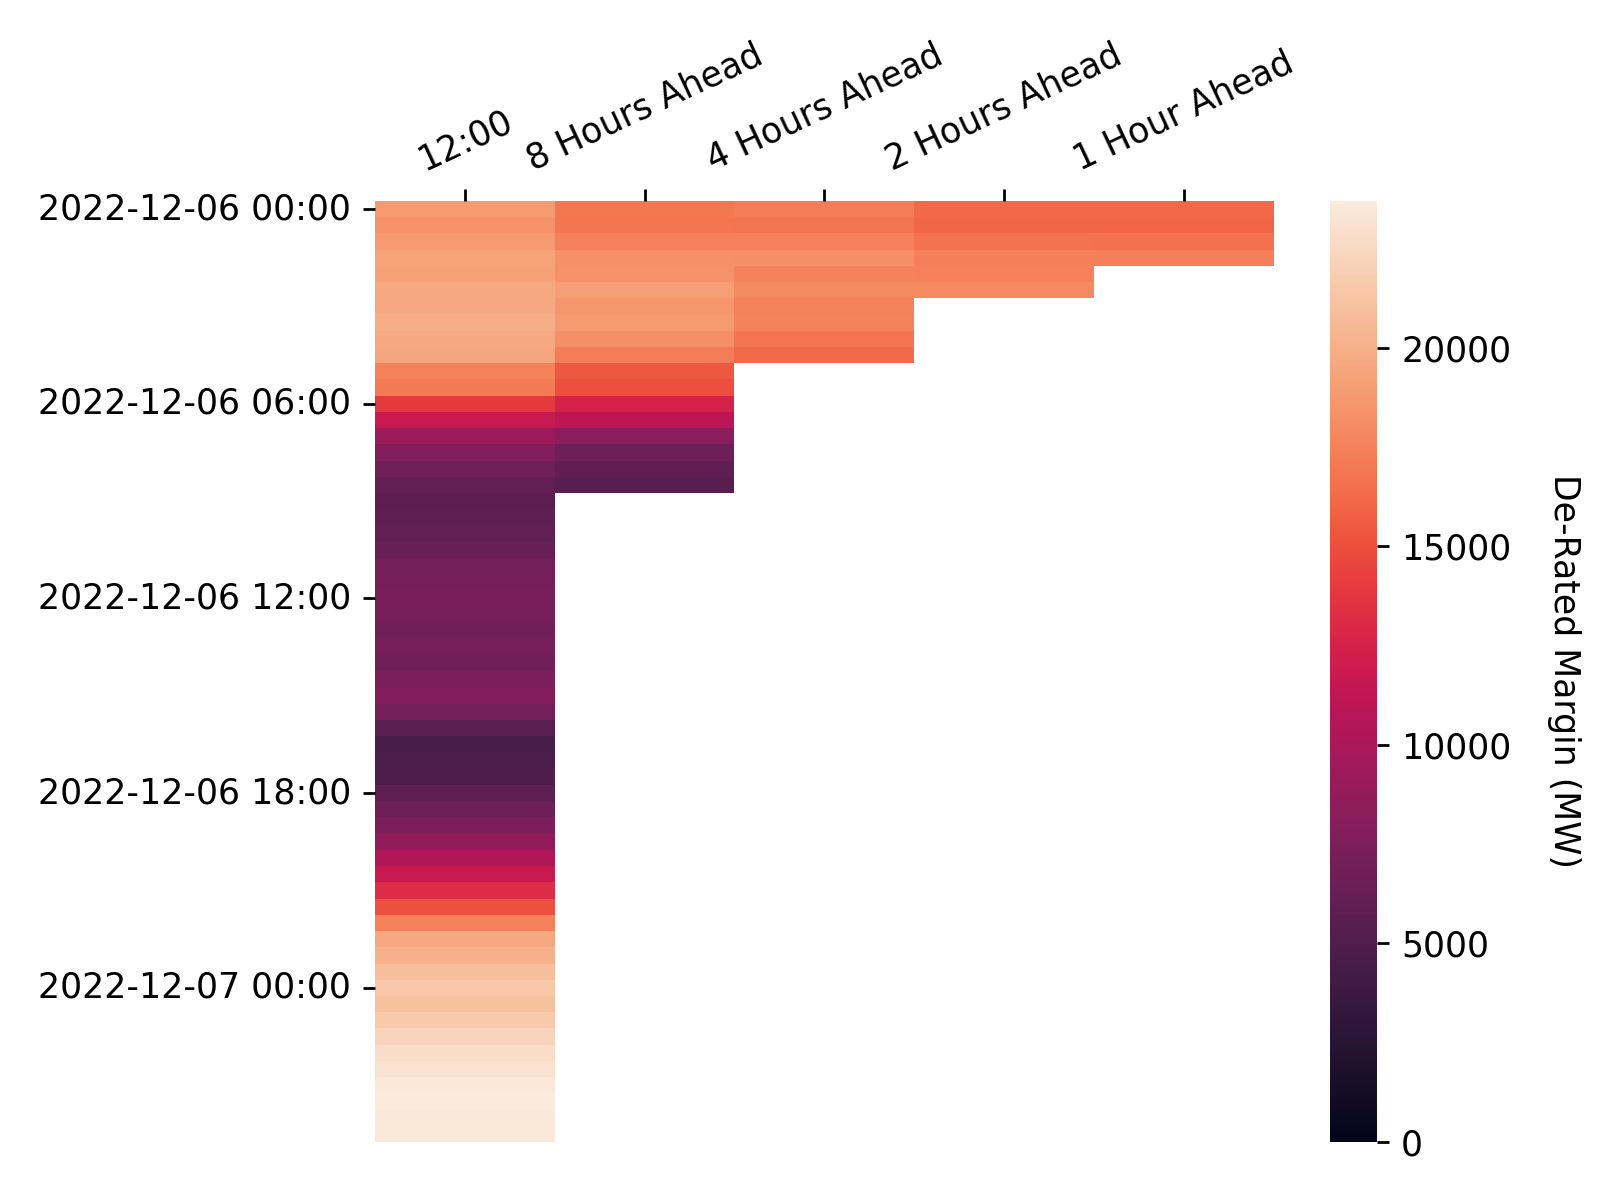 12:00
8 Hours Ahead
4 Hours Ahead
2 Hours Ahead
1 Hour Ahead
2022-12-06 00:00
2022-12-06 06:00
2022-12-06 12:00
2022-12-06 18:00
2022-12-07 00:00
20000
15000
10000
5000
0
De-Rated Margin (MW)